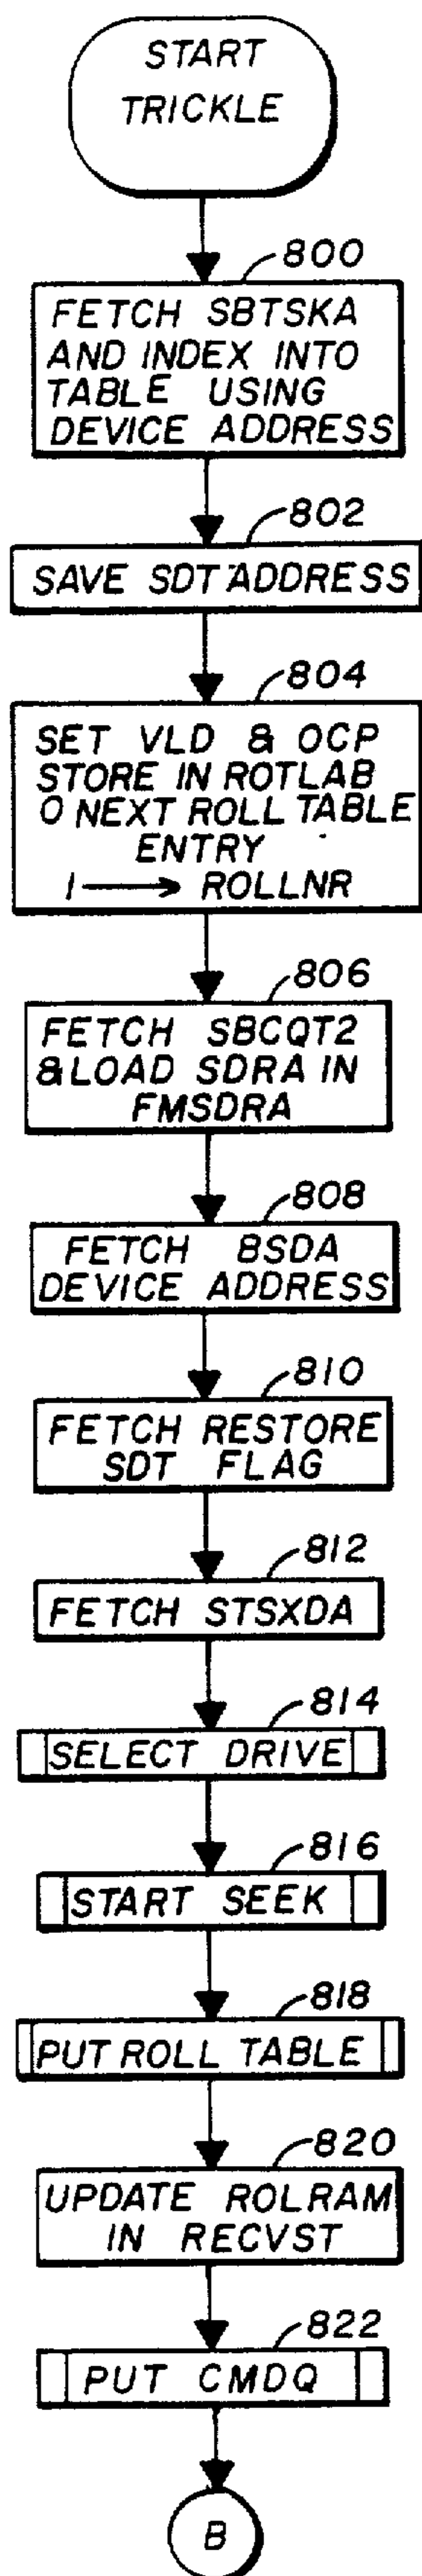 START
TRICKLE
800
FETCH SBTSKA
AND INDEX INTO
TABLE USING
DEVICE ADDRESS
802
SAVE SDT ADDRESS
804
SET VLD & OCP
STORE IN ROTLAB
O NEXT ROLL TABLE
ENTRY
1 → ROLLNR
806
FETCH SBCQT2
& LOAD SDRA IN
FMSDRA
808
FETCH BSDA
DEVICE ADDRESS
810
FETCH RESTORE
SDT FLAG
812
FETCH STSXDA
814
SELECT DRIVE
816
START SEEK
818
PUT ROLL TABLE
820
UPDATE ROLRAM
IN RECVST
822
PUT CMDQ
B